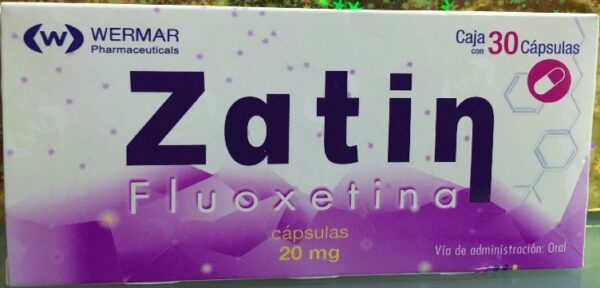 (W) WERMAR
Pharmaceuticals
Caja con 30 Cápsulas
Zatin
Fluoxetina
cápsulas
20 mg
Vía de administración: Oral